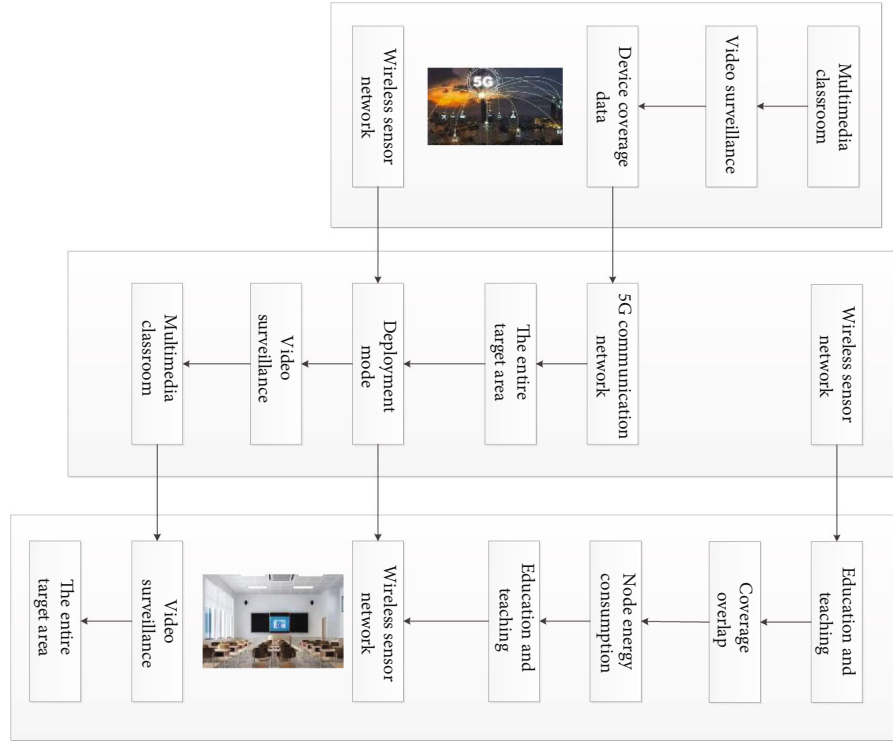 Wireless sensor
network
5G
Device coverage
data
Video surveillance
Multimedia
classroom
Multimedia
classroom
Video
surveillance
Deployment
mode
The entire
target area
5G communication
network
Wireless sensor
network
The entire
target area
Video
surveillance
Wireless sensor
network
Education and
teaching
Node energy
consumption
Coverage
overlap
Education and
teaching